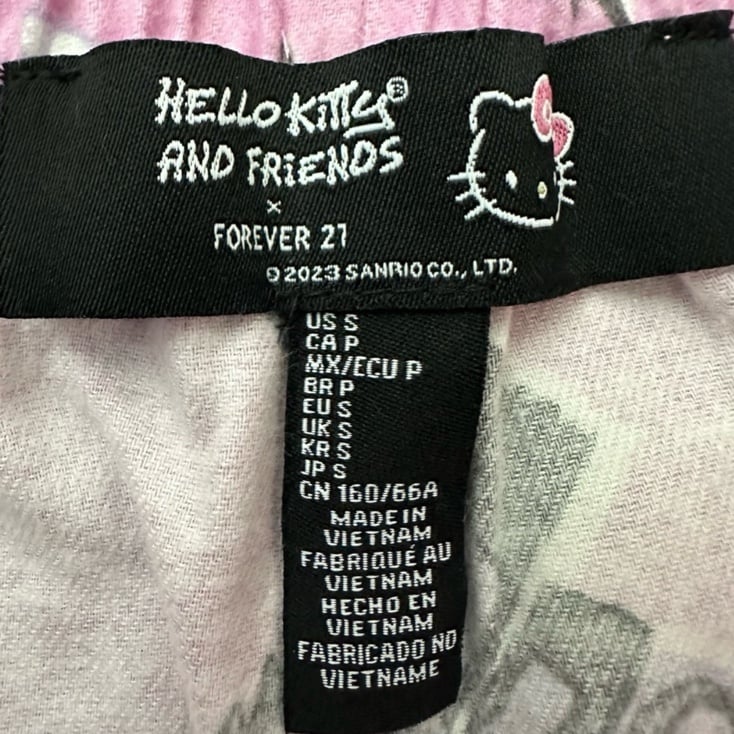 HELLO KiTTY®
AND FRiENDS
x
FOREVER 21
©2023 SANRIO CO., LTD.
US S
CA P
MX/ECU P
BR P
EU S
UK S
KR S
JP S
CN 160/66A
MADE IN
VIETNAM
FABRIQUÉ AU
VIETNAM
HECHO EN
VIETNAM
FABRICADO NO
VIETNAME